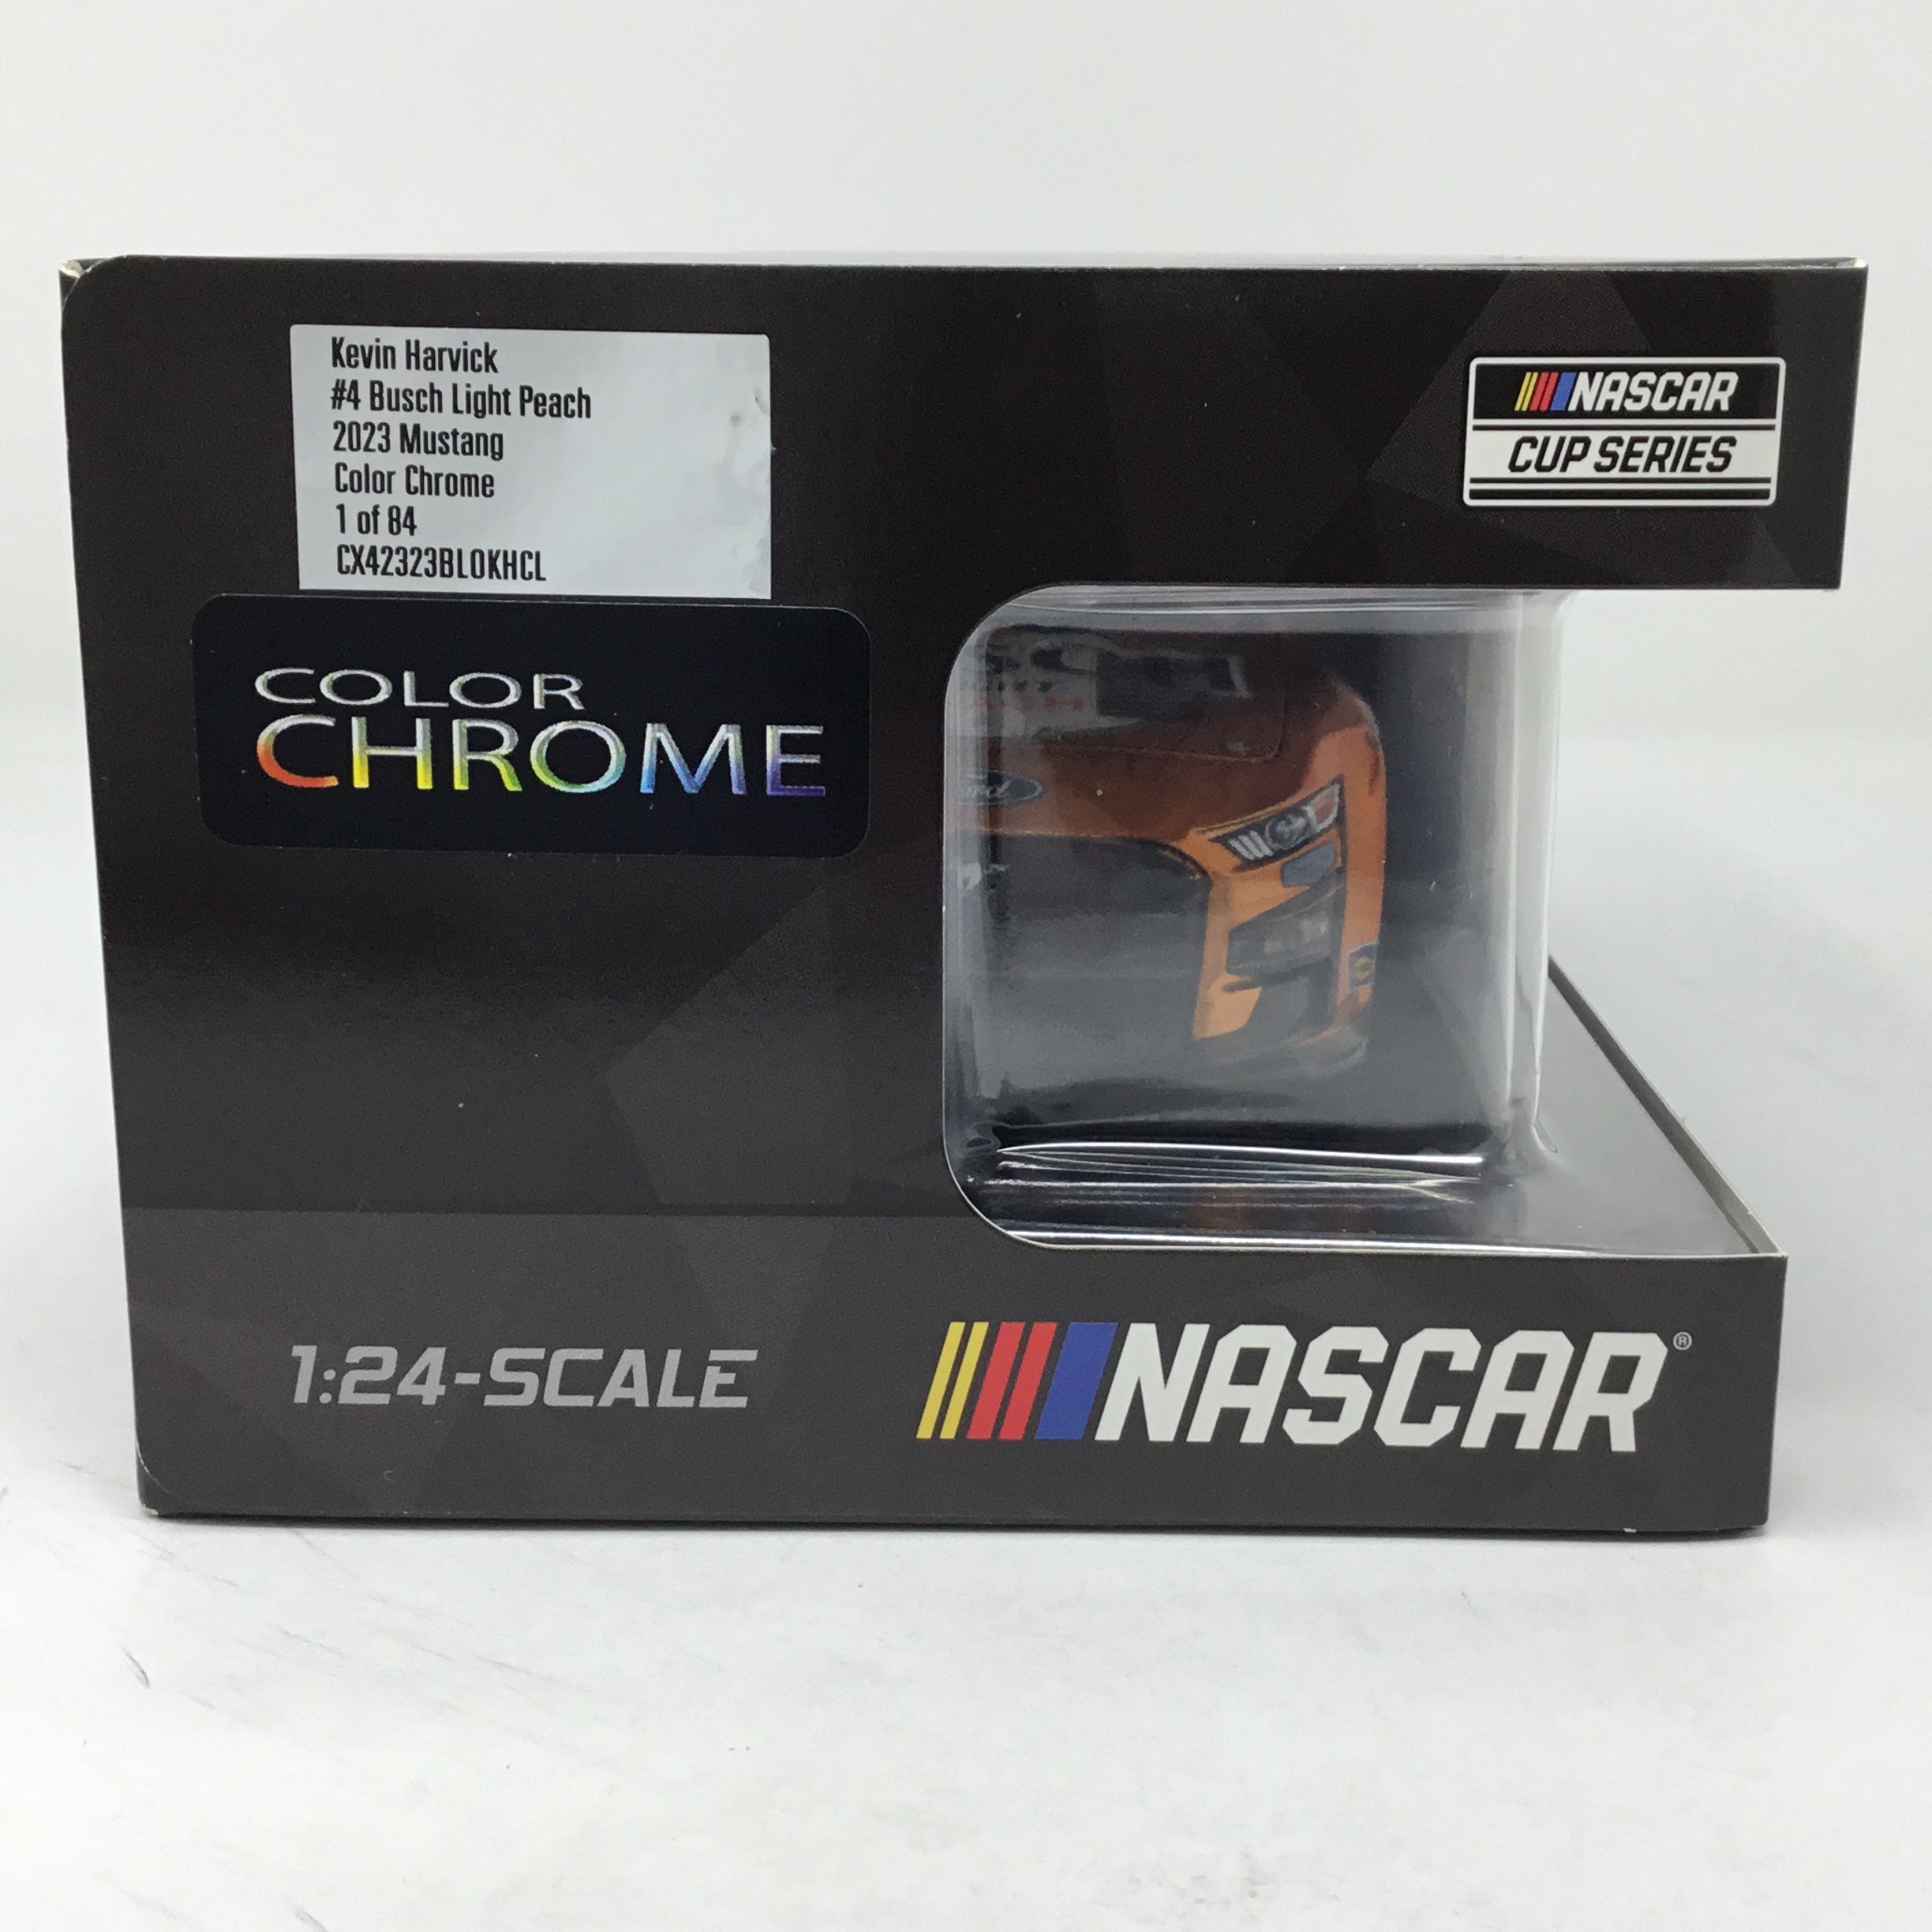 Kevin Harvick
#4 Busch Light Peach
2023 Mustang
Color Chrome
1 of 84
CX42323BLOKHCL
NASCAR
CUP SERIES
COLOR
CHROME
1:24-SCALE
NASCAR®